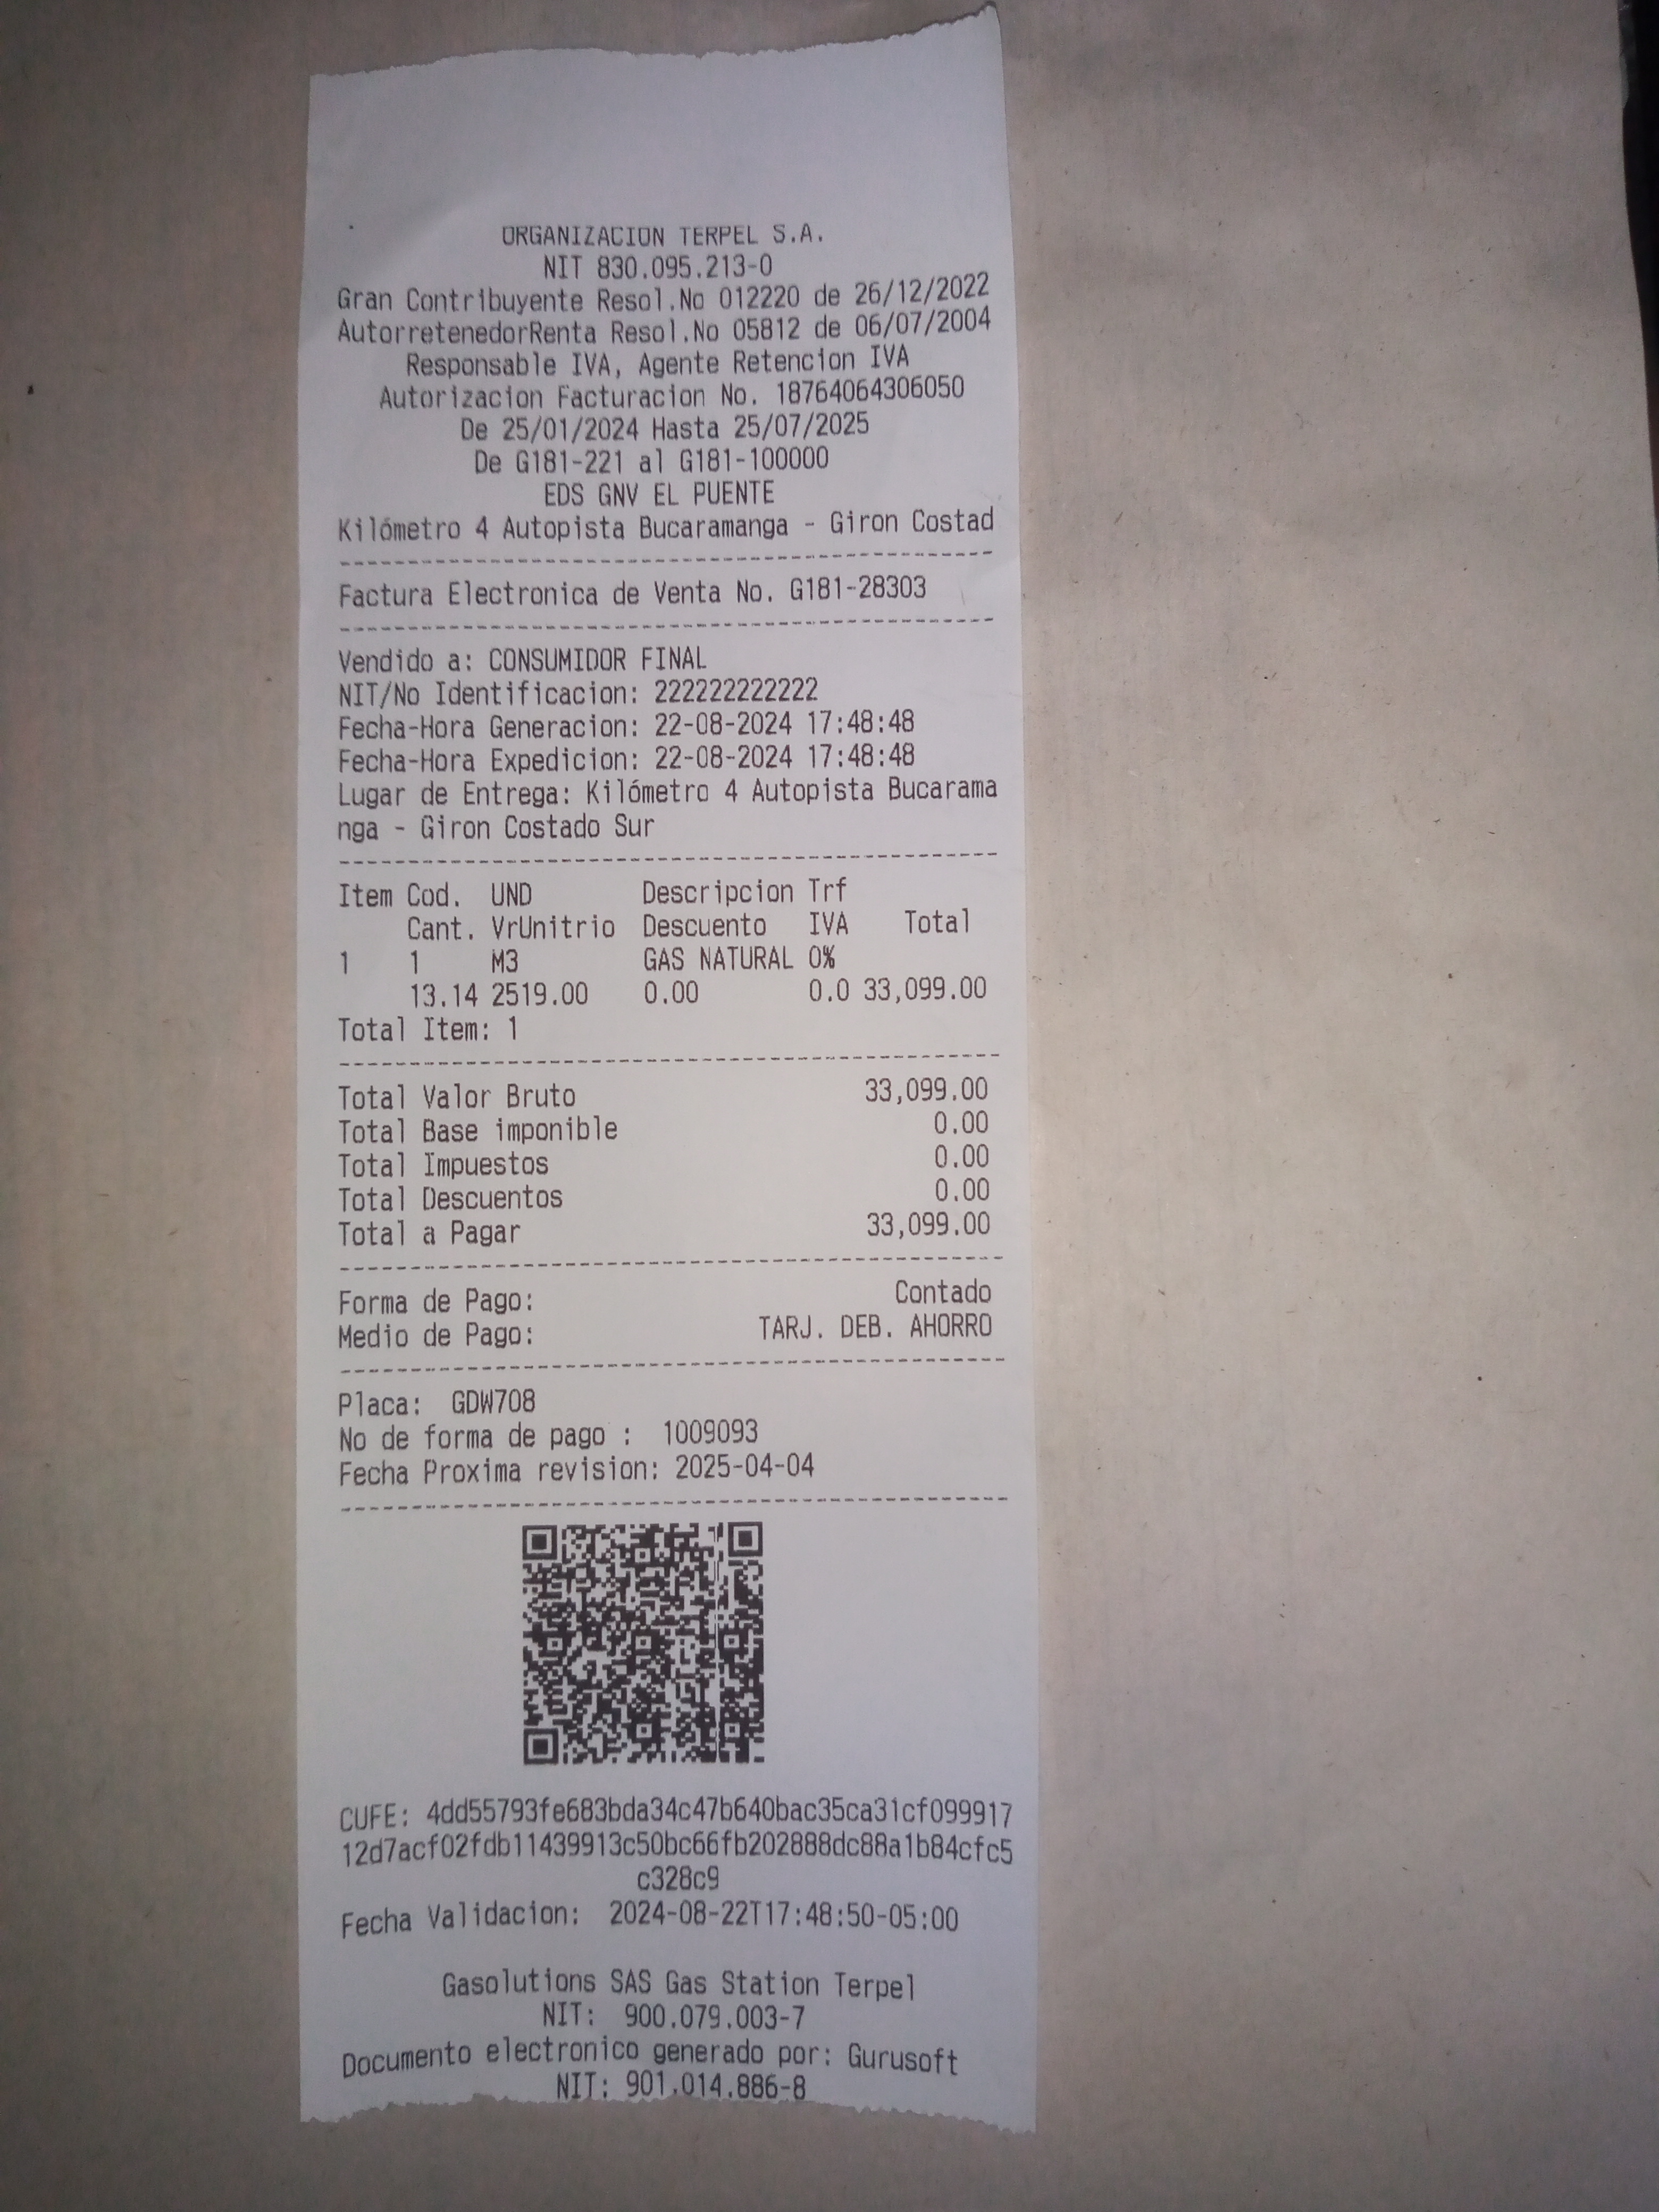 ORGANIZACION TERPEL S.A.
NIT 830.095.213-0
Gran Contribuyente Resol.No 012220 de 26/12/2022
AutorretenedorRenta Resol.No 05812 de 06/07/2004
Responsable IVA, Agente Retencion IVA
Autorizacion Facturacion No. 18764064306050
De 25/01/2024 Hasta 25/07/2025
De G181-221 al G181-100000
EDS GNV EL PUENTE
Kilómetro 4 Autopista Bucaramanga - Giron Costad
------------------------------------------------
Factura Electronica de Venta No. G181-28303
------------------------------------------------
Vendido a: CONSUMIDOR FINAL
NIT/No Identificacion: 222222222222
Fecha-Hora Generacion: 22-08-2024 17:48:48
Fecha-Hora Expedicion: 22-08-2024 17:48:48
Lugar de Entrega: Kilómetro 4 Autopista Bucarama
nga - Giron Costado Sur
------------------------------------------------
Item Cod. UND Descripcion Trf
Cant. VrUnitrio Descuento IVA Total
1 1 M3 GAS NATURAL 0%
13.14 2519.00 0.00 0.0 33,099.00
Total Item: 1
------------------------------------------------
Total Valor Bruto 33,099.00
Total Base imponible 0.00
Total Impuestos 0.00
Total Descuentos 0.00
Total a Pagar 33,099.00
------------------------------------------------
Forma de Pago: Contado
Medio de Pago: TARJ. DEB. AHORRO
------------------------------------------------
Placa: GDW708
No de forma de pago : 1009093
Fecha Proxima revision: 2025-04-04
------------------------------------------------
CUFE: 4dd55793fe683bda34c47b640bac35ca31cf099917
12d7acf02fdb11439913c50bc66fb202888dc88a1b84cfc5
c328c9
Fecha Validacion: 2024-08-22T17:48:50-05:00
Gasolutions SAS Gas Station Terpel
NIT: 900.079.003-7
Documento electronico generado por: Gurusoft
NIT: 901.014.886-8